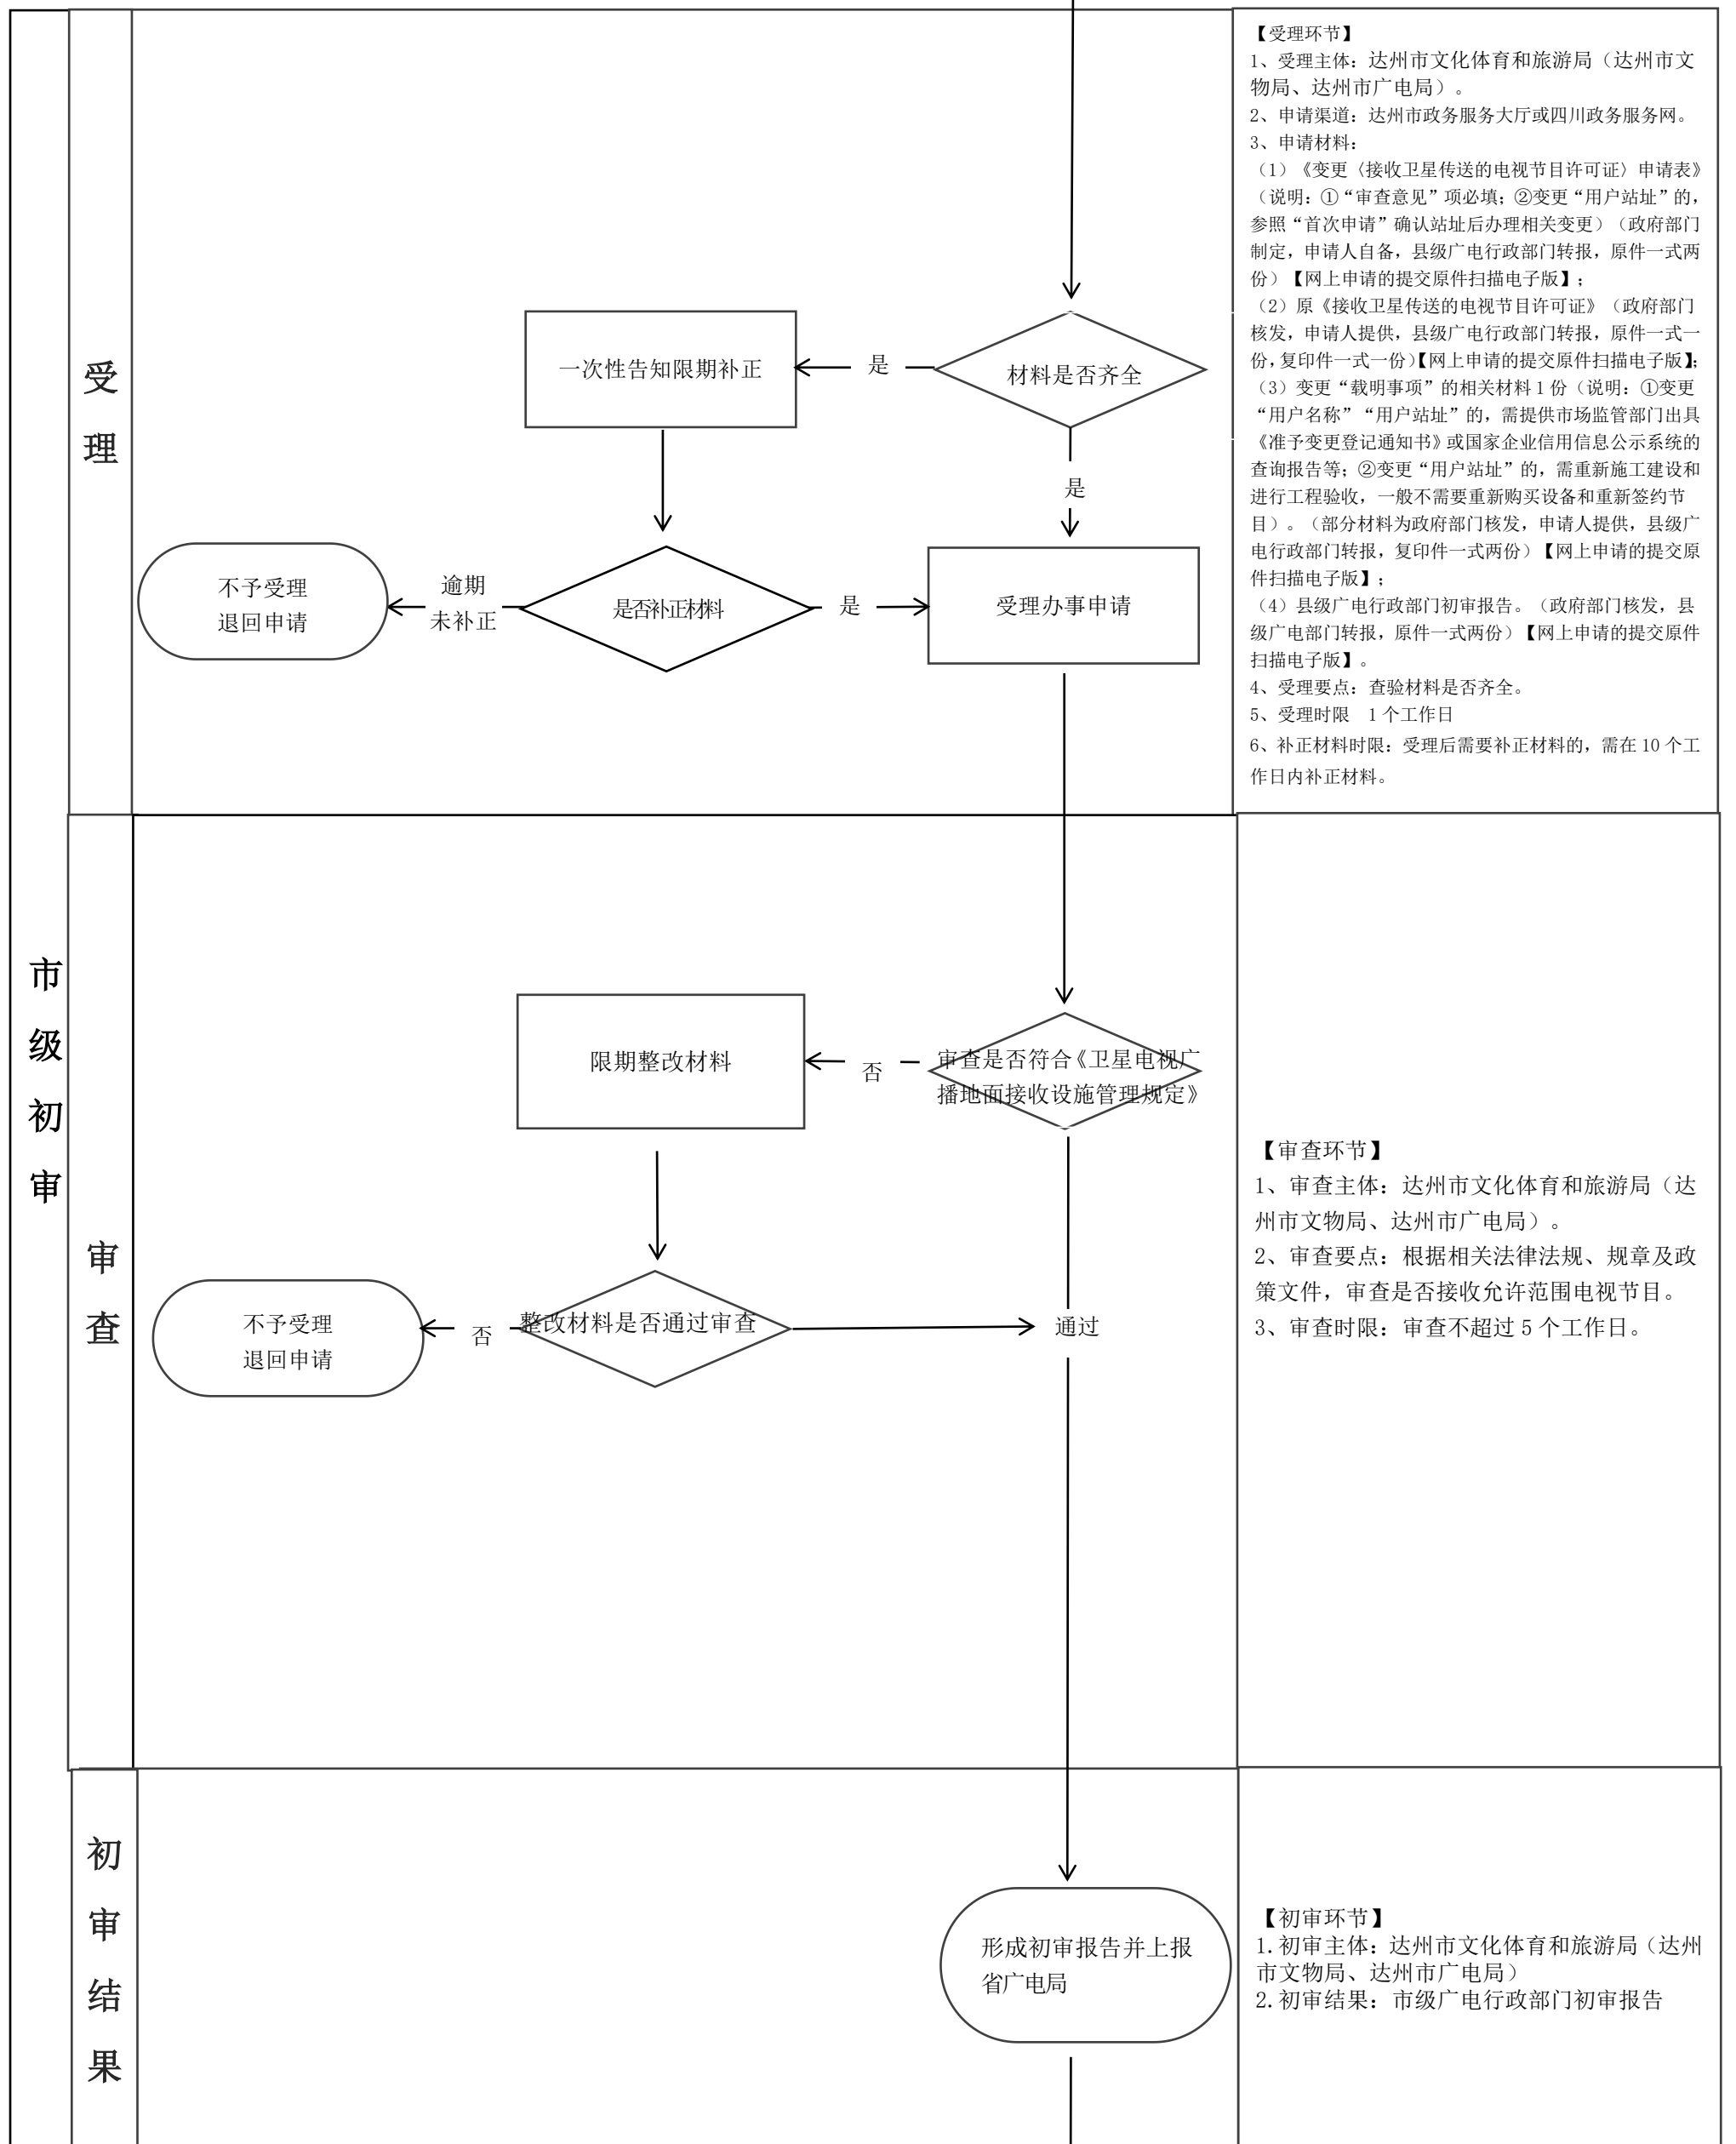 市
级
初
审
受
理
材料是否齐全
是
一次性告知限期补正
是
不予受理
退回申请
逾期
未补正
是否补正材料
是
受理办事申请
【受理环节】
1、受理主体：达州市文化体育和旅游局（达州市文
物局、达州市广电局）。
2、申请渠道：达州市政务服务大厅或四川政务服务网。
3、申请材料：
（1）《变更〈接收卫星传送的电视节目许可证〉申请表》
（说明：①“审查意见”项必填；②变更“用户站址”的，
参照“首次申请”确认站址后办理相关变更）（政府部门
制定，申请人自备，县级广电行政部门转报，原件一式两
份）【网上申请的提交原件扫描电子版】；
（2）原《接收卫星传送的电视节目许可证》（政府部门
核发，申请人提供，县级广电行政部门转报，原件一式一
份，复印件一式一份）【网上申请的提交原件扫描电子版】；
（3）变更“载明事项”的相关材料 1 份（说明：①变更
“用户名称”“用户站址”的，需提供市场监管部门出具
《准予变更登记通知书》或国家企业信用信息公示系统的
查询报告等；②变更“用户站址”的，需重新施工建设和
进行工程验收，一般不需要重新购买设备和重新签约节
目）。（部分材料为政府部门核发，申请人提供，县级广
电行政部门转报，复印件一式两份）【网上申请的提交原
件扫描电子版】；
（4）县级广电行政部门初审报告。（政府部门核发，县
级广电部门转报，原件一式两份）【网上申请的提交原件
扫描电子版】。
4、受理要点：查验材料是否齐全。
5、受理时限　1 个工作日
6、补正材料时限：受理后需要补正材料的，需在 10 个工
作日内补正材料。
审
查
限期整改材料
否
审查是否符合《卫星电视广
播地面接收设施管理规定》
不予受理
退回申请
否
整改材料是否通过审查
通过
【审查环节】
1、审查主体：达州市文化体育和旅游局（达
州市文物局、达州市广电局）。
2、审查要点：根据相关法律法规、规章及政
策文件，审查是否接收允许范围电视节目。
3、审查时限：审查不超过 5 个工作日。
初
审
结
果
形成初审报告并上报
省广电局
【初审环节】
1.初审主体：达州市文化体育和旅游局（达州
市文物局、达州市广电局）
2.初审结果：市级广电行政部门初审报告